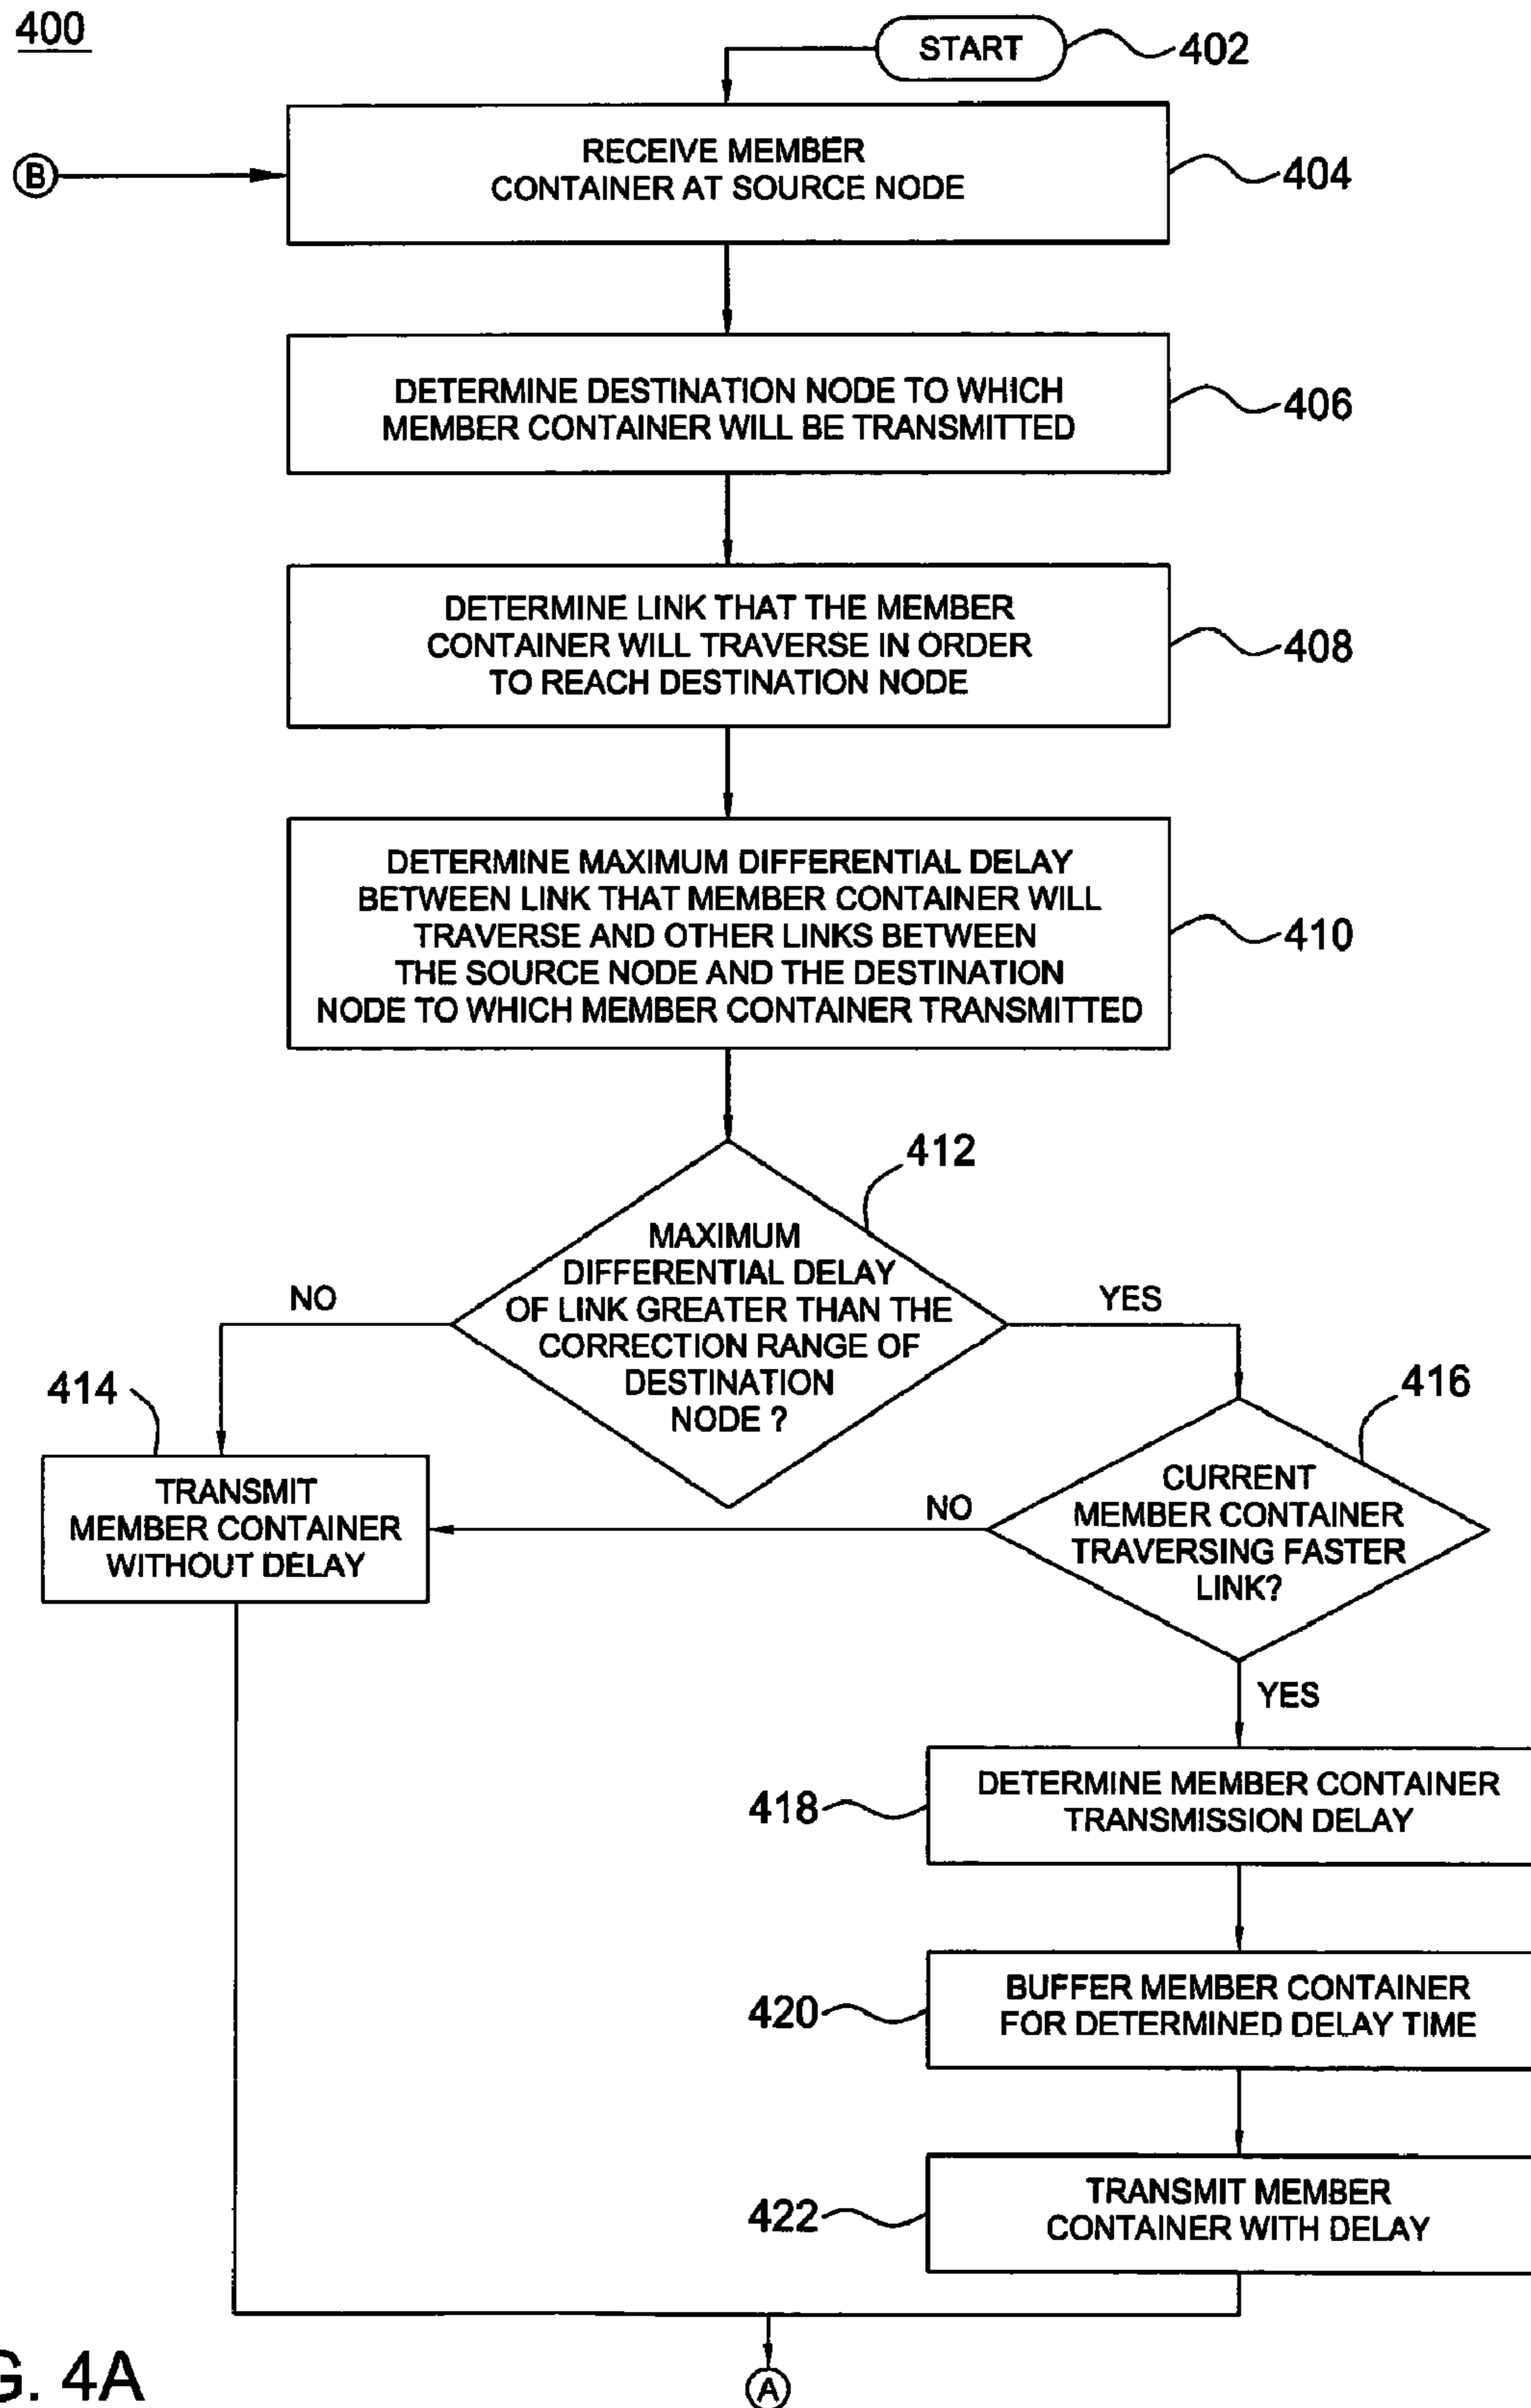 400
START
402
B
RECEIVE MEMBER
CONTAINER AT SOURCE NODE
404
DETERMINE DESTINATION NODE TO WHICH
MEMBER CONTAINER WILL BE TRANSMITTED
406
DETERMINE LINK THAT THE MEMBER
CONTAINER WILL TRAVERSE IN ORDER
TO REACH DESTINATION NODE
408
DETERMINE MAXIMUM DIFFERENTIAL DELAY
BETWEEN LINK THAT MEMBER CONTAINER WILL
TRAVERSE AND OTHER LINKS BETWEEN
THE SOURCE NODE AND THE DESTINATION
NODE TO WHICH MEMBER CONTAINER TRANSMITTED
410
412
MAXIMUM
DIFFERENTIAL DELAY
OF LINK GREATER THAN THE
CORRECTION RANGE OF
DESTINATION
NODE ?
NO
YES
414
TRANSMIT
MEMBER CONTAINER
WITHOUT DELAY
416
CURRENT
MEMBER CONTAINER
TRAVERSING FASTER
LINK?
NO
YES
418
DETERMINE MEMBER CONTAINER
TRANSMISSION DELAY
420
BUFFER MEMBER CONTAINER
FOR DETERMINED DELAY TIME
422
TRANSMIT MEMBER
CONTAINER WITH DELAY
A
G. 4A